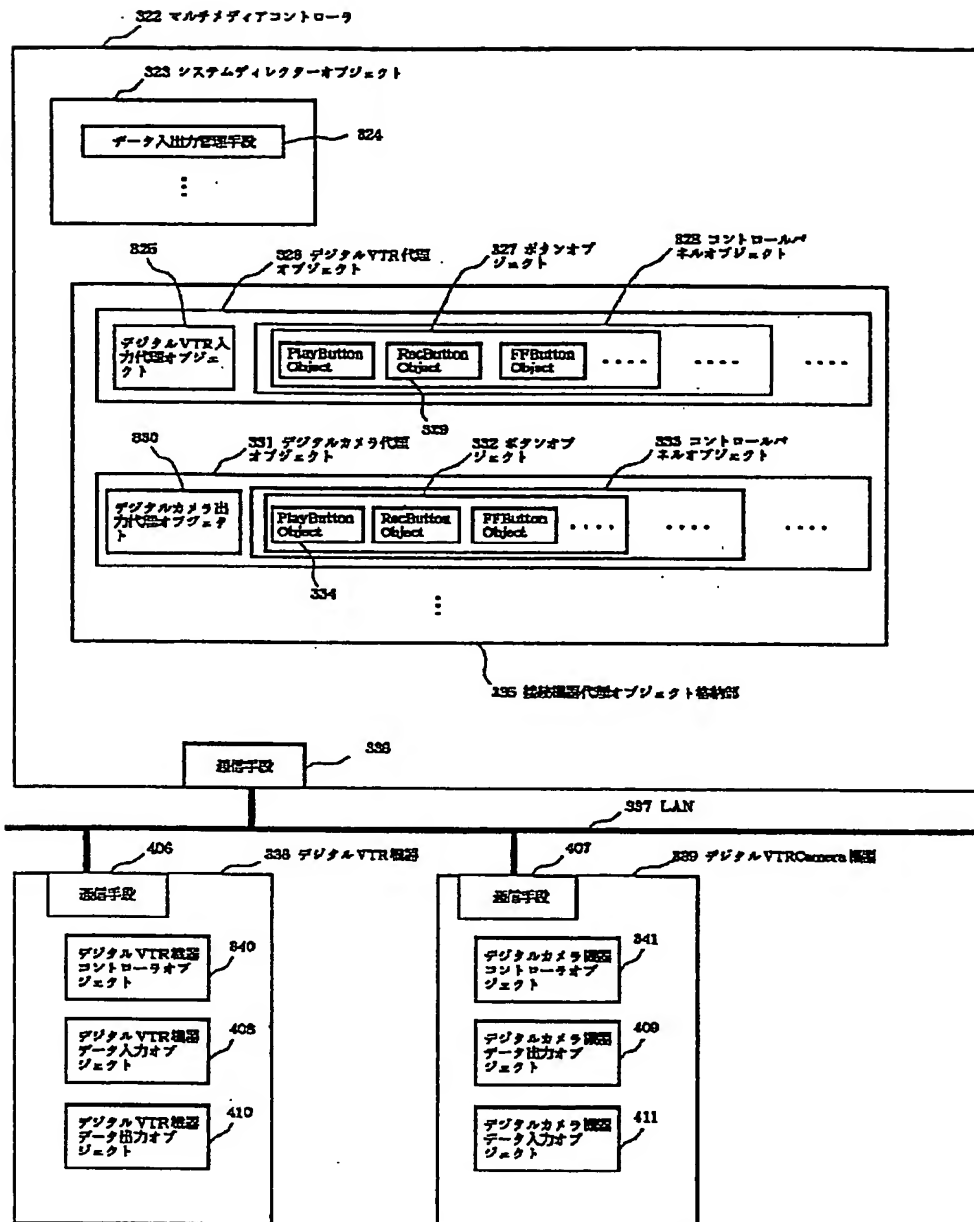 322 マルチメディアコントローラ
323 システムディレクターオブジェクト
データ入出力管理手段
324
325
326 デジタルVTR代理
オブジェクト
327 ボタンオブ
ジェクト
328 コントロールパ
ネルオブジェクト
デジタルVTR入
力代理オブジェ
クト
PlayButton
Object
RecButton
Object
FFButton
Object
329
330
331 デジタルカメラ代理
オブジェクト
332 ボタンオブ
ジェクト
333 コントロールパ
ネルオブジェクト
デジタルカメラ出
力代理オブジェ
クト
PlayButton
Object
RecButton
Object
FFButton
Object
334
335 接続機器代理オブジェクト格納部
通信手段
336
337 LAN
406
338 デジタルVTR機器
通信手段
デジタルVTR機器
コントローラオブ
ジェクト
340
デジタルVTR機器
データ入力オブ
ジェクト
408
デジタルVTR機器
データ出力オブ
ジェクト
410
407
339 デジタルVTRCamera機器
通信手段
デジタルカメラ機器
コントローラオブ
ジェクト
341
デジタルカメラ機器
データ出力オブ
ジェクト
409
デジタルカメラ機器
データ入力オブ
ジェクト
411